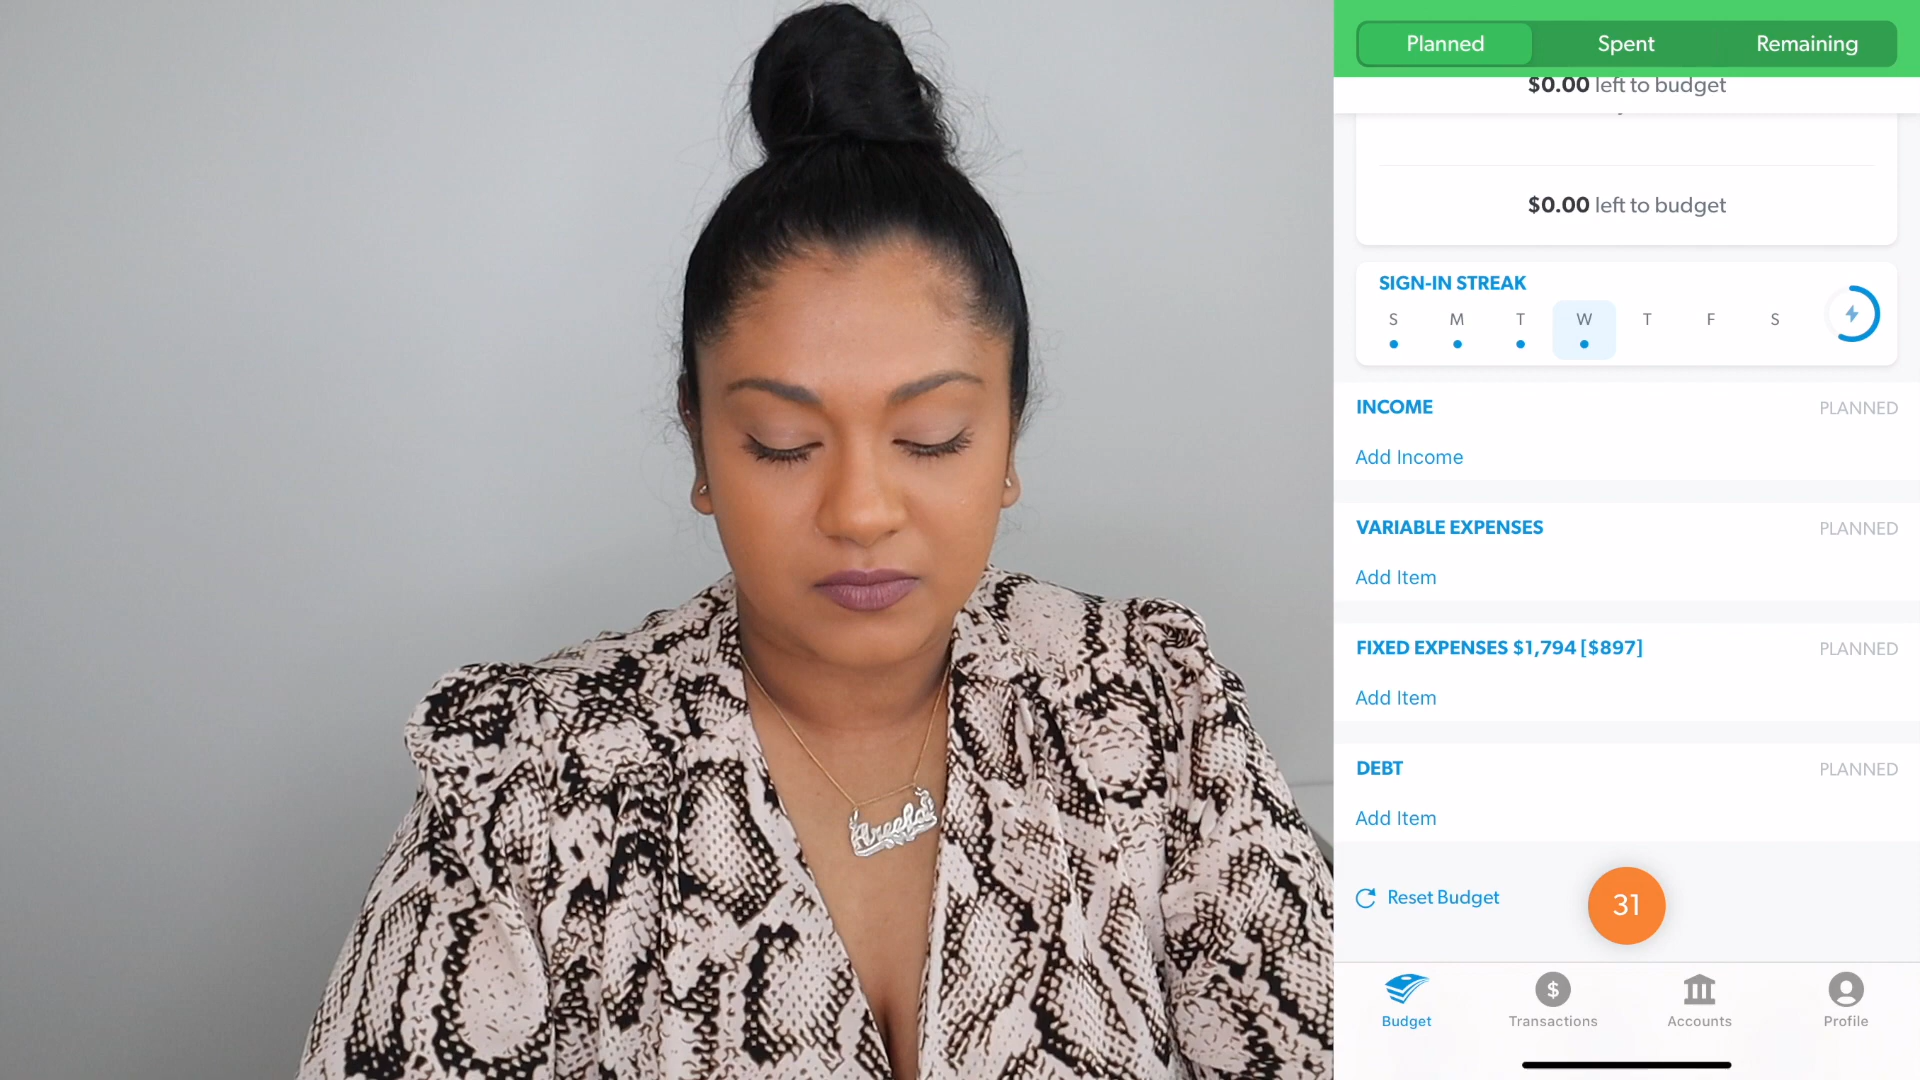 Planned Spent Remaining
$0.00 left to budget
$0.00 left to budget
SIGN-IN STREAK
S M T W T F S
INCOME PLANNED
Add Income
VARIABLE EXPENSES PLANNED
Add Item
FIXED EXPENSES $1,794 [$897] PLANNED
Add Item
DEBT PLANNED
Add Item
Reset Budget 31
Budget Transactions Accounts Profile